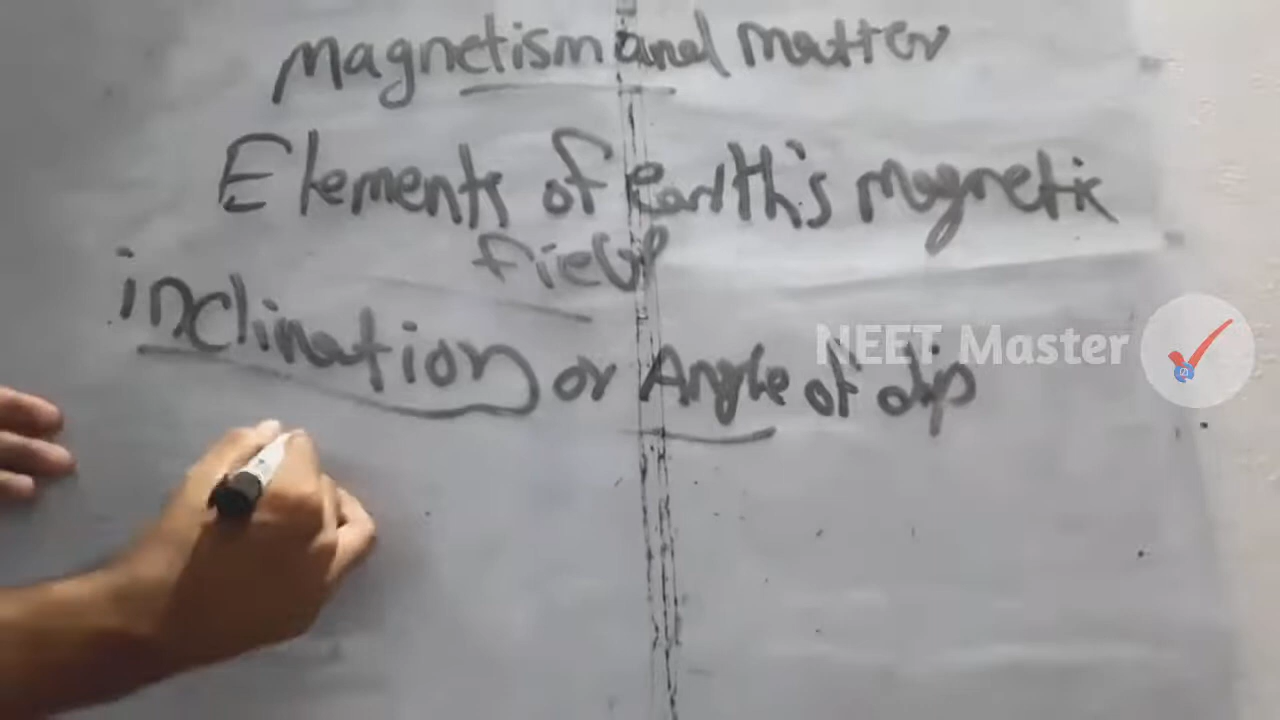 Magnetism and matter
Elements of earth's magnetic
field
inclination or Angle of dip
NEET Master